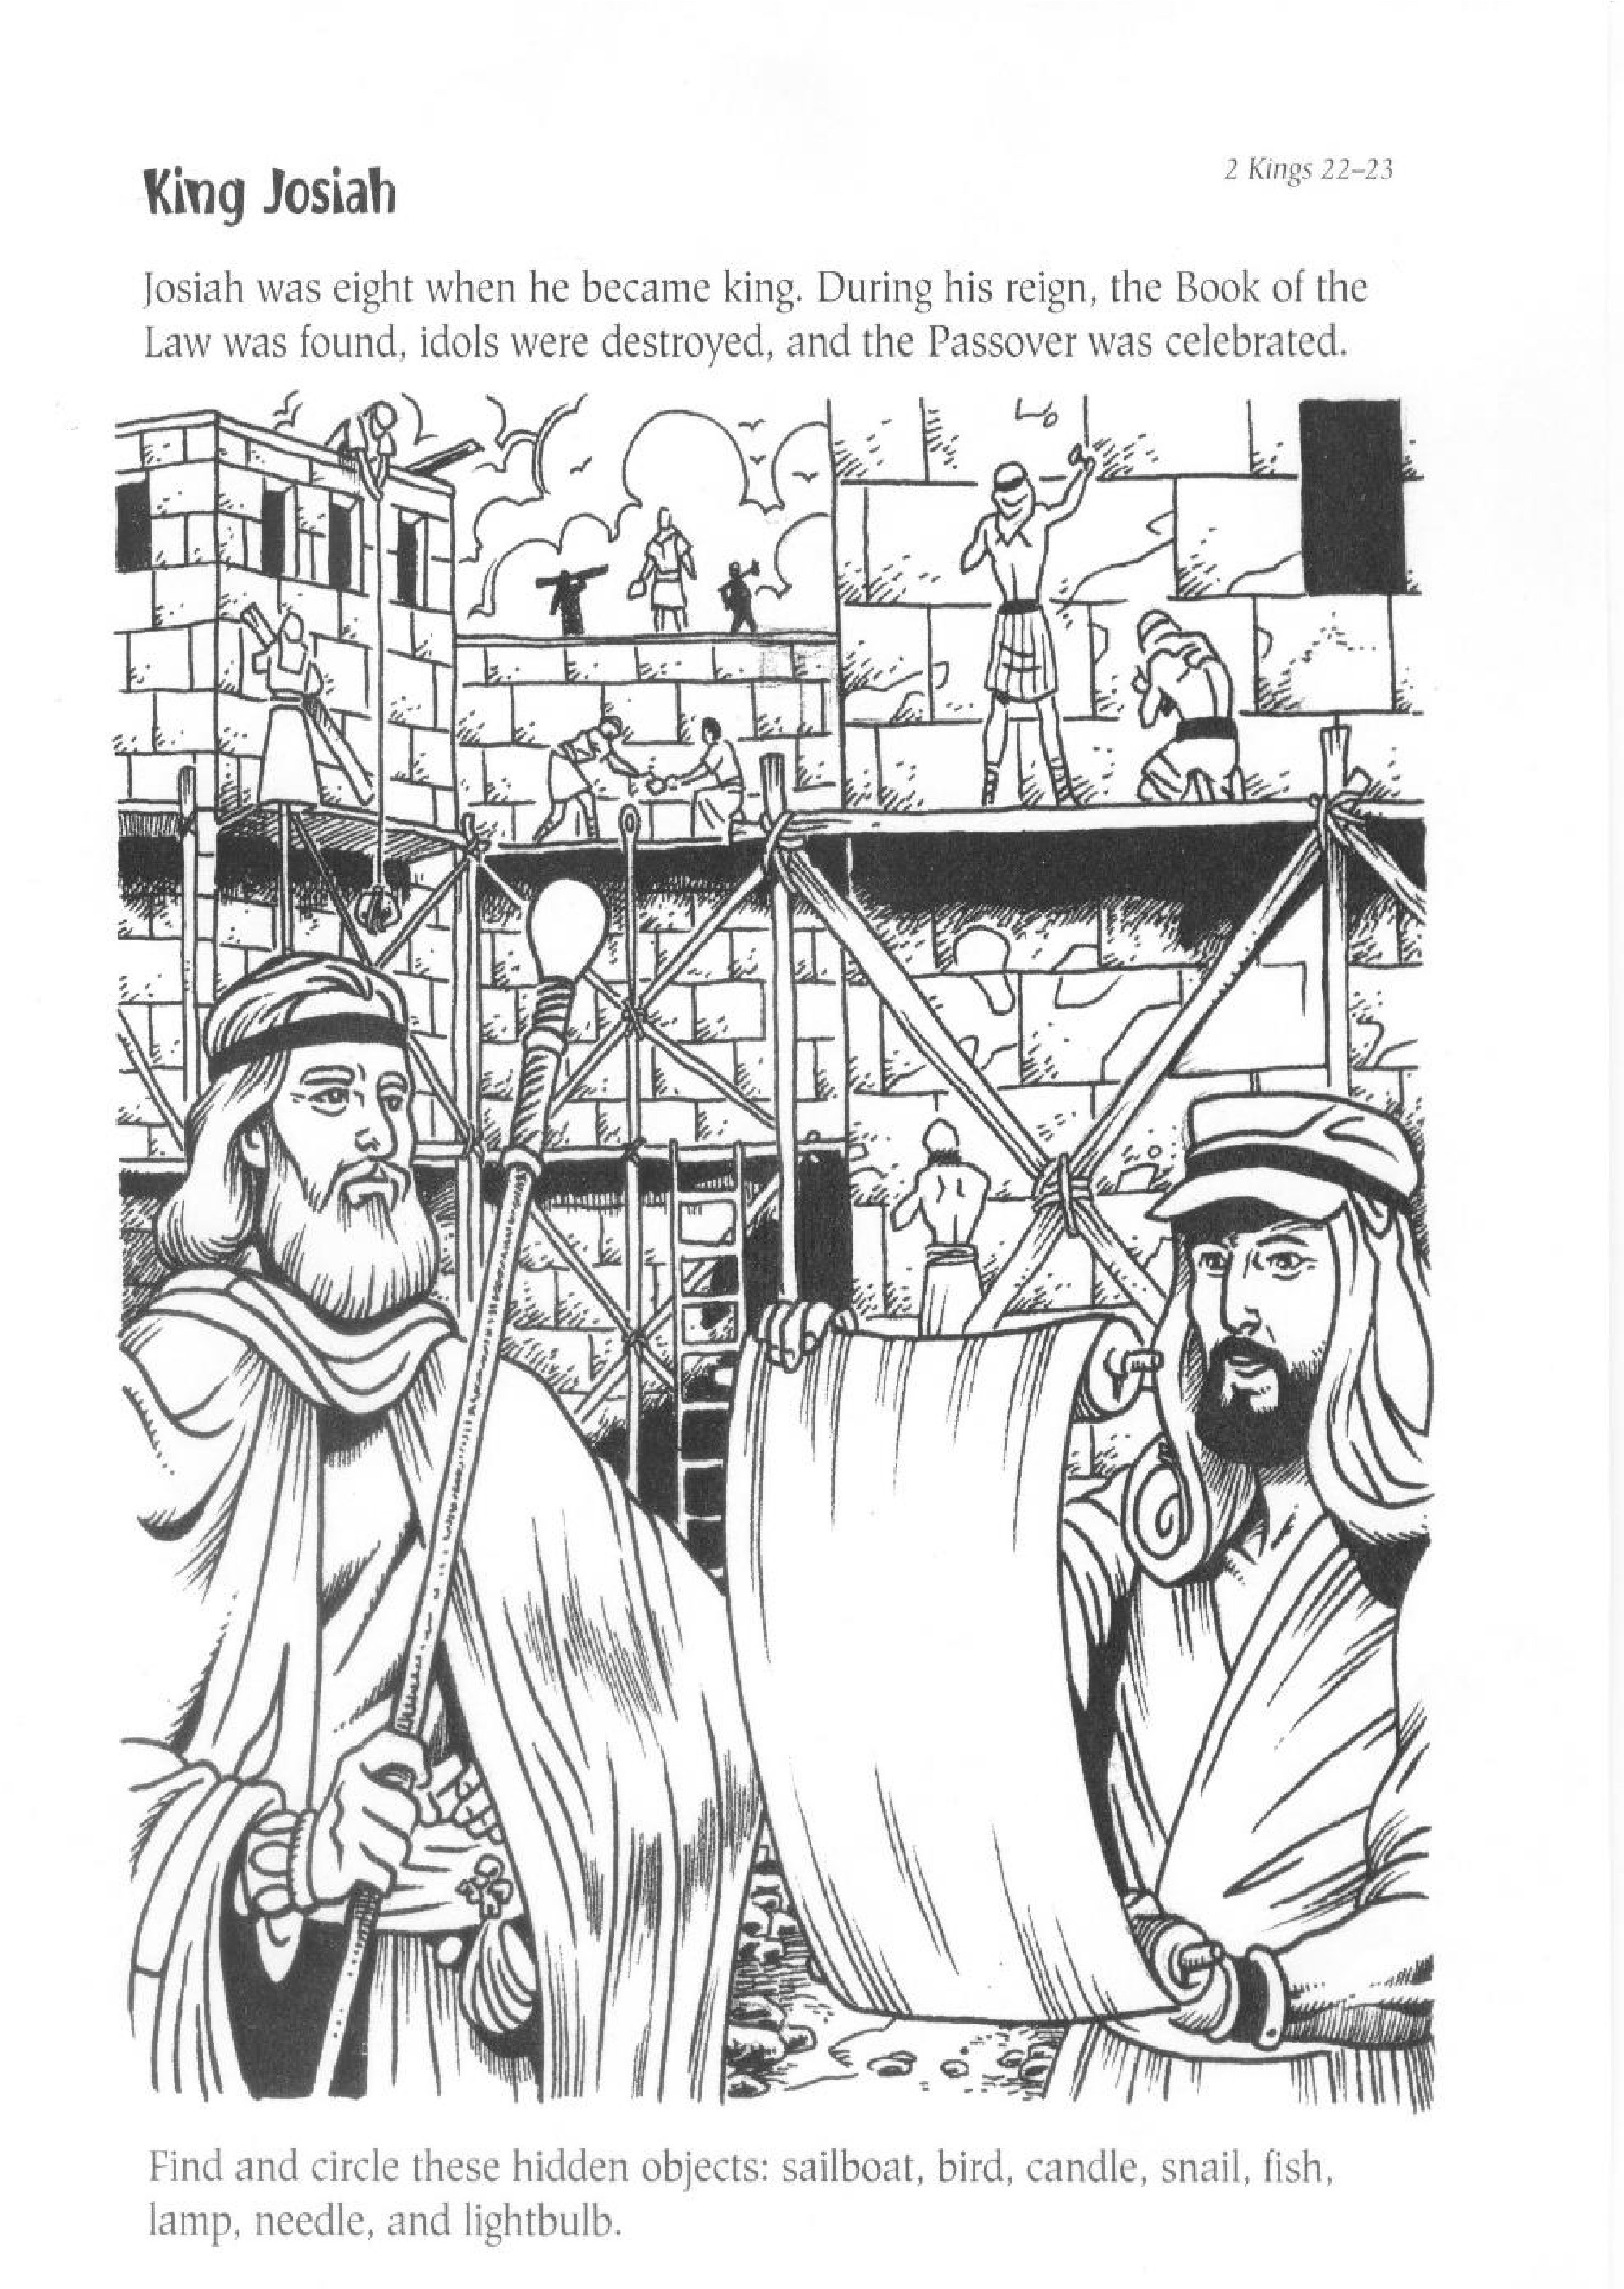 King Josiah
2 Kings 22–23
Josiah was eight when he became king. During his reign, the Book of the
Law was found, idols were destroyed, and the Passover was celebrated.
Find and circle these hidden objects: sailboat, bird, candle, snail, fish,
lamp, needle, and lightbulb.